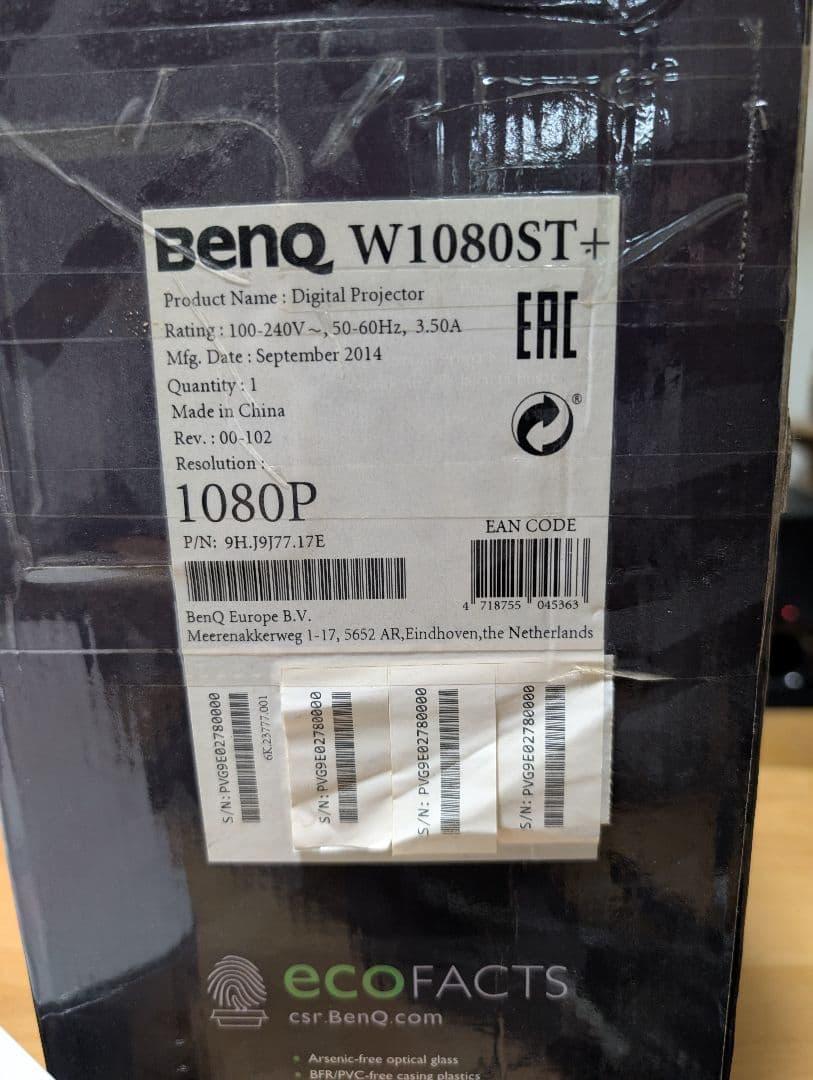 BenQ W1080ST+
Product Name : Digital Projector
Rating : 100-240V~, 50-60Hz, 3.50A
Mfg. Date : September 2014
Quantity : 1
Made in China
Rev. : 00-102
Resolution :
1080P
P/N: 9H.J9J77.17E
EAC
®
EAN CODE
4 718755 045363
BenQ Europe B.V.
Meerenakkerweg 1-17, 5652 AR,Eindhoven,the Netherlands
S/N: PVG9E02780000
6K.23777.001
S/N: PVG9E02780000
S/N: PVG9E02780000
S/N: PVG9E02780000
ecoFACTS
csr.BenQ.com
• Arsenic-free optical glass
• BFR/PVC-free casing plastics